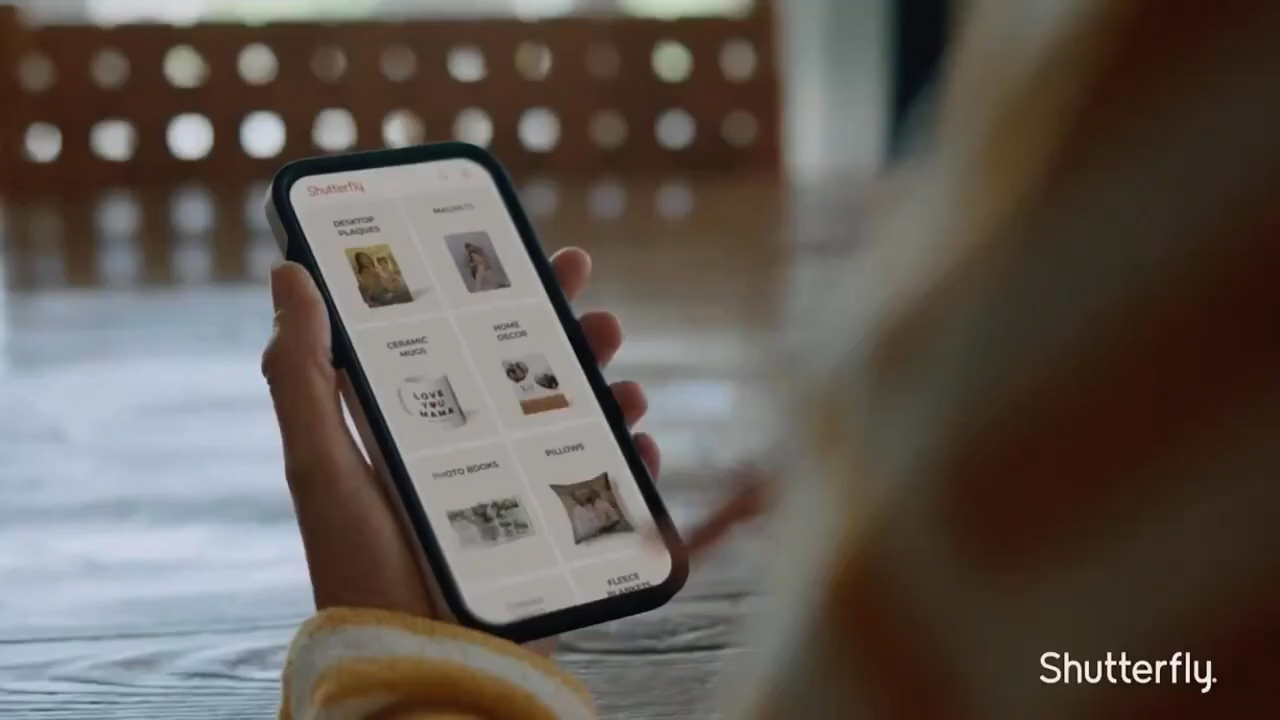 Shutterfly
DESKTOP
PLAQUES
MAGNETS
CERAMIC
MUGS
HOME
DECOR
LOVE
YOU
MAMA
PHOTO BOOKS
PILLOWS
FLEECE
BLANKETS
Shutterfly.